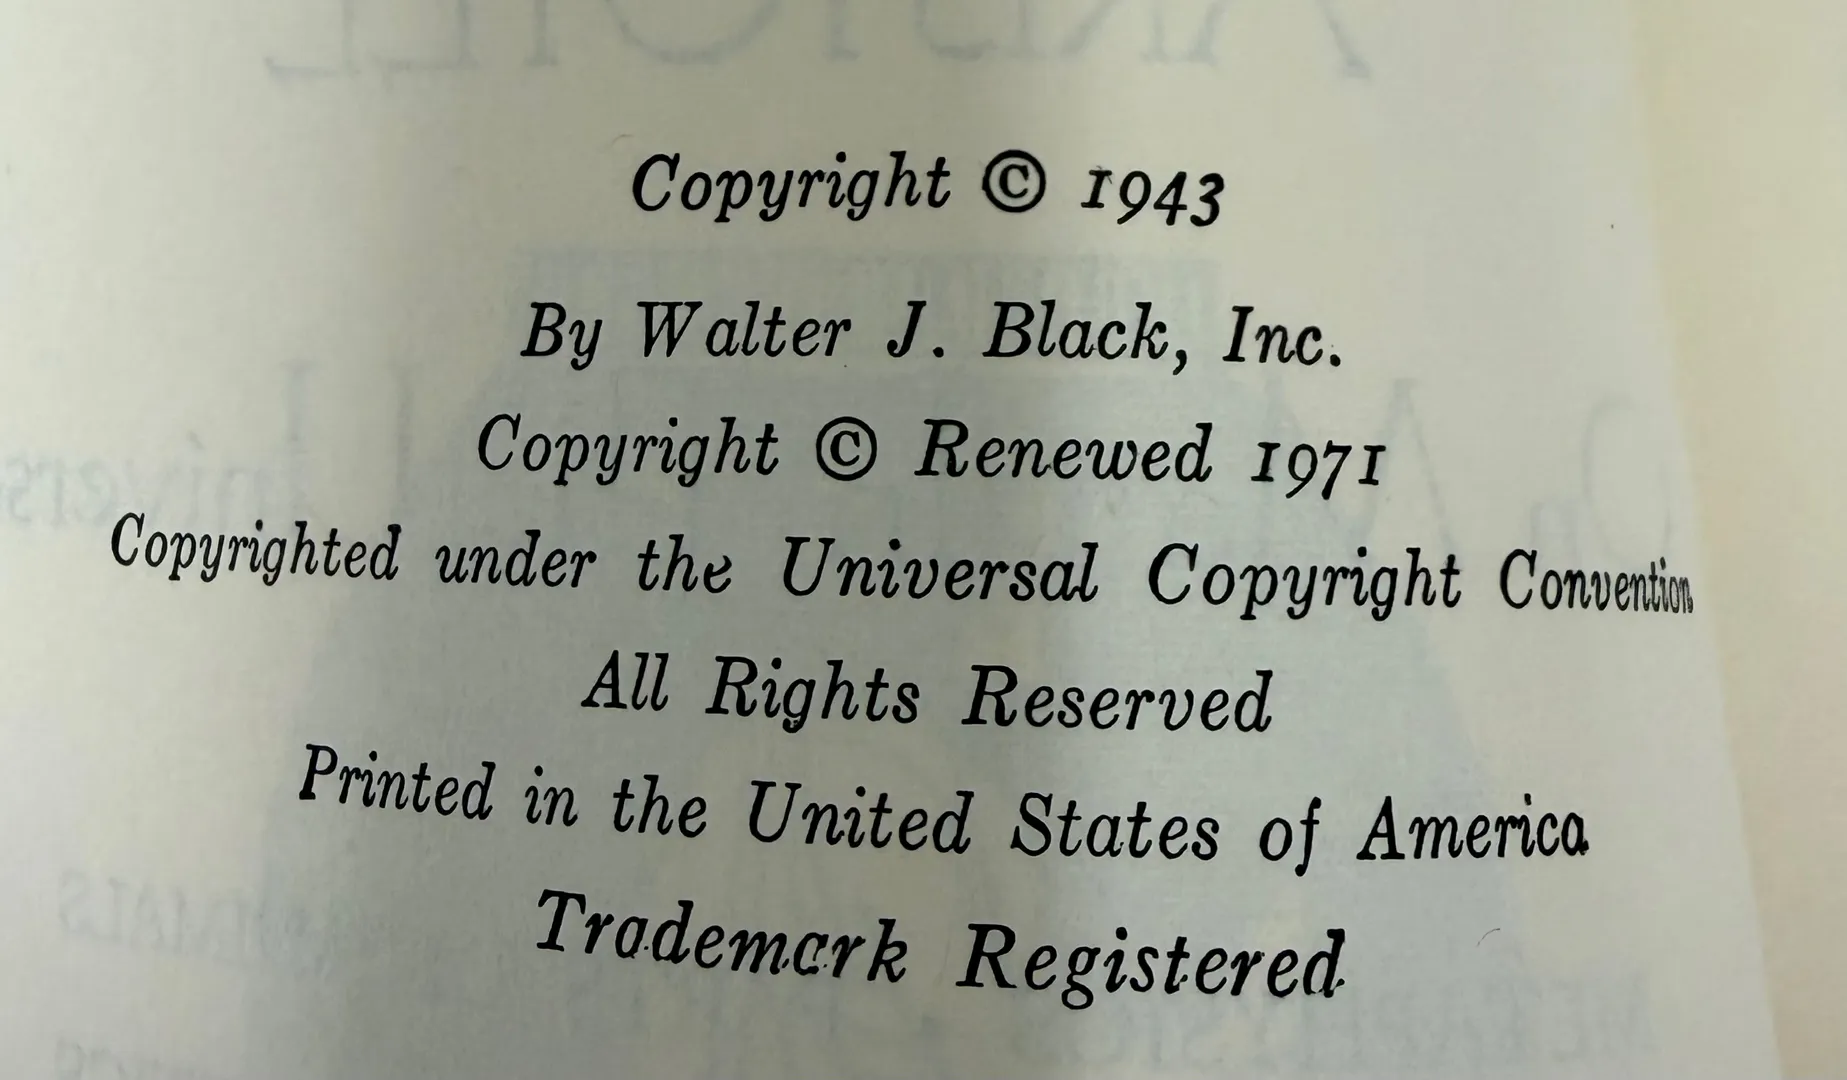 Copyright © 1943
By Walter J. Black, Inc.
Copyright © Renewed 1971
Copyrighted under the Universal Copyright Convention
All Rights Reserved
Printed in the United States of America
Trademark Registered